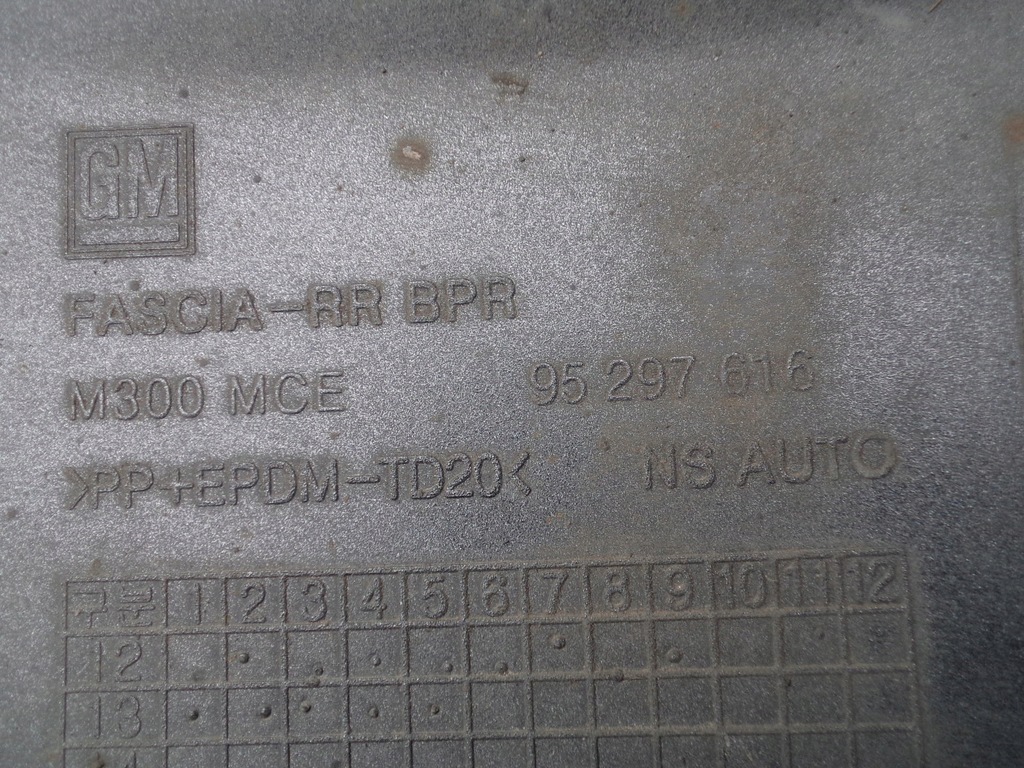 GM
FASCIA-RR BPR
M300 MCE 95 297 616
>PP+EPDM-TD20< NS AUTO
구분 1 2 3 4 5 6 7 8 9 10 11 12
12
13